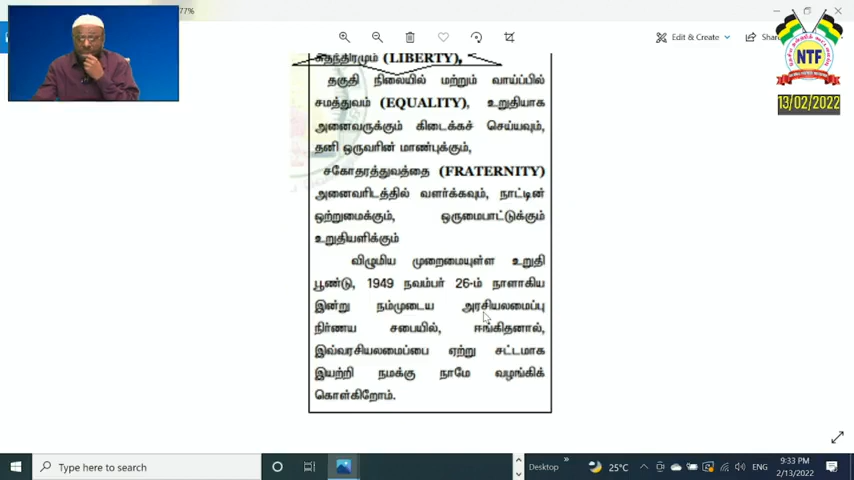 77%
Edit & Create
Shar
NTF
13/02/2022
சுதந்திரமும் (LIBERTY),
தகுதி நிலையில் மற்றும் வாய்ப்பில்
சமத்துவம் (EQUALITY), உறுதியாக
அனைவருக்கும் கிடைக்கச் செய்யவும்,
தனி ஒருவரின் மாண்புக்கும்,
சகோதரத்துவத்தை (FRATERNITY)
அனைவரிடத்தில் வளர்க்கவும், நாட்டின்
ஒற்றுமைக்கும், ஒருமைபாட்டுக்கும்
உறுதியளிக்கும்
விழுமிய முறைமையுள்ள உறுதி
பூண்டு, 1949 நவம்பர் 26-ம் நாளாகிய
இன்று நம்முடைய அரசியலமைப்பு
நிர்ணய சபையில், ஈங்கிதனால்,
இவ்வரசியலமைப்பை ஏற்று சட்டமாக
இயற்றி நமக்கு நாமே வழங்கிக்
கொள்கிறோம்.
Type here to search
Desktop
25°C
ENG
9:33 PM
2/13/2022